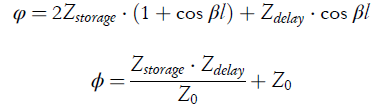 φ = 2Z_storage · (1 + cos βl) + Z_delay · cos βl
ϕ = (Z_storage · Z_delay) / Z_0 + Z_0